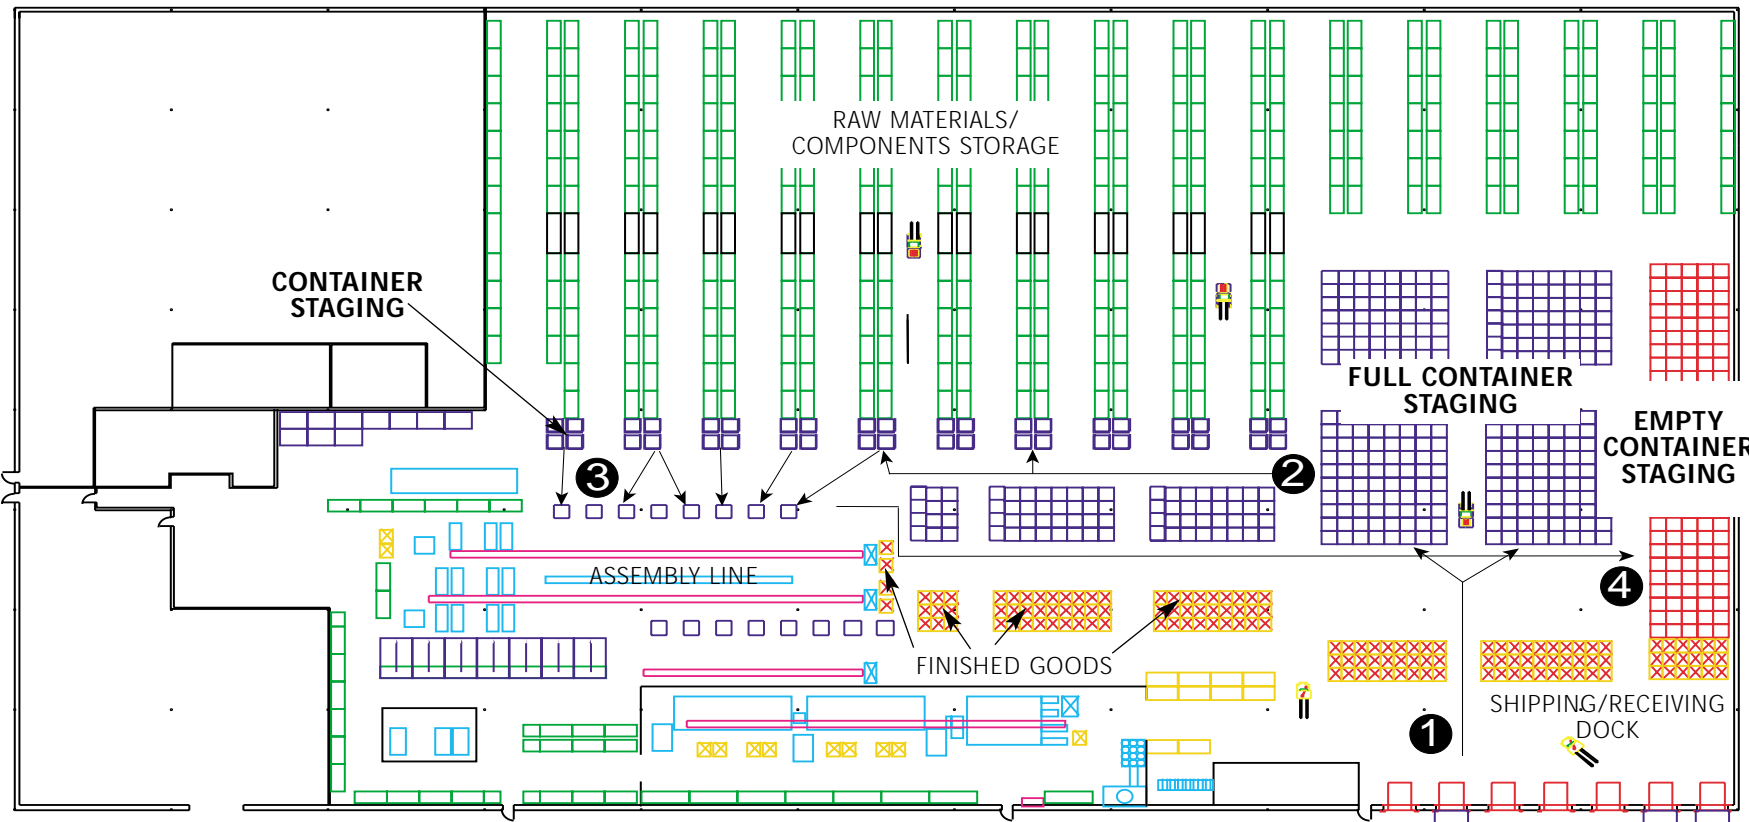 RAW MATERIALS/
COMPONENTS STORAGE
CONTAINER
STAGING
FULL CONTAINER
STAGING
EMPTY
CONTAINER
STAGING
3
2
ASSEMBLY LINE
4
FINISHED GOODS
SHIPPING/RECEIVING
DOCK
1